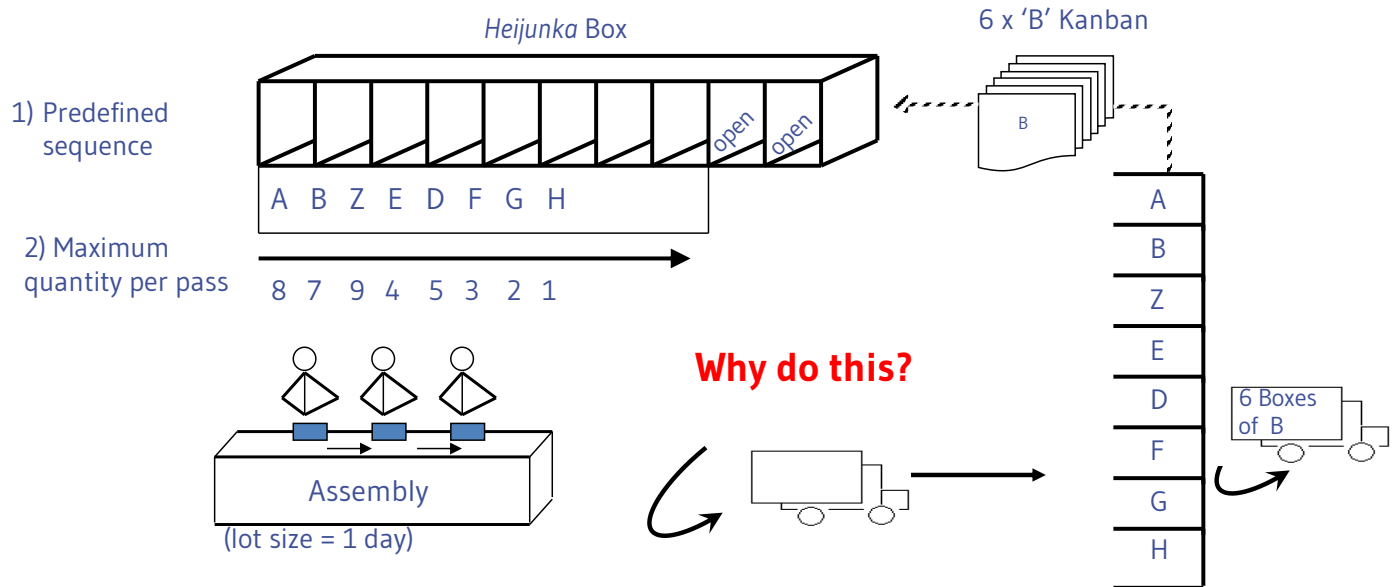 Heijunka Box
6 x ‘B’ Kanban
1) Predefined
sequence
open
open
B
A B Z E D F G H
2) Maximum
quantity per pass
8 7 9 4 5 3 2 1
Why do this?
Assembly
(lot size = 1 day)
A
B
Z
E
D
F
G
H
6 Boxes
of B